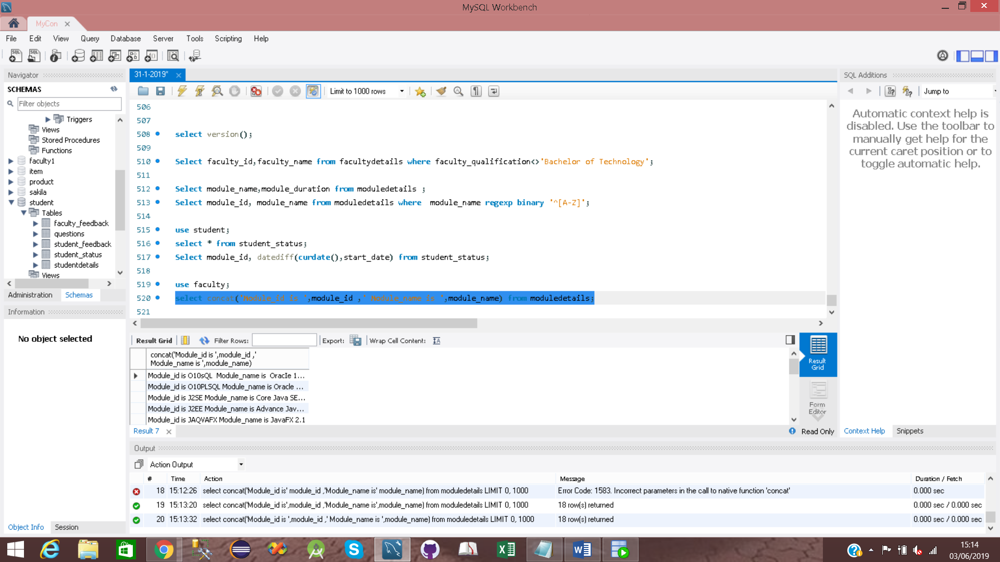 MySQL Workbench
MyCon
File Edit View Query Database Server Tools Scripting Help
Navigator
SCHEMAS
Filter objects
Triggers
Views
Stored Procedures
Functions
faculty1
item
product
sakila
student
Tables
faculty_feedback
questions
student_feedback
student_status
studentdetails
Views
Administration Schemas
Information
No object selected
Object Info Session
31-1-2019*
Limit to 1000 rows
506
507
508 select version();
509
510 Select faculty_id,faculty_name from facultydetails where faculty_qualification<>'Bachelor of Technology';
511
512 Select module_name,module_duration from moduledetails ;
513 Select module_id, module_name from moduledetails where module_name regexp binary '^[A-Z]';
514
515 use student;
516 select * from student_status;
517 Select module_id, datediff(curdate(),start_date) from student_status;
518
519 use faculty;
520 select concat('Module_id is ',module_id ,' Module_name is ',module_name) from moduledetails;
521
Result Grid Filter Rows: Export: Wrap Cell Content:
concat('Module_id is ',module_id ,'
Module_name is ',module_name)
Module_id is O10sQL Module_name is Oracle 1...
Module_id is O10PLSQL Module_name is Oracle ...
Module_id is J2SE Module_name is Core Java SE...
Module_id is J2EE Module_name is Advance Jav...
Module_id is JAQVAFX Module_name is JavaFX 2.1
Result Grid
Form Editor
Result 7
Read Only
SQL Additions
Jump to
Automatic context help is
disabled. Use the toolbar to
manually get help for the
current caret position or to
toggle automatic help.
Context Help Snippets
Output
Action Output
# Time Action Message Duration / Fetch
18 15:12:26 select concat('Module_id is' module_id ,'Module_name is' module_name) from moduledetails LIMIT 0, 1000 Error Code: 1583. Incorrect parameters in the call to native function 'concat' 0.000 sec
19 15:13:20 select concat('Module_id is',module_id ,'Module_name is',module_name) from moduledetails LIMIT 0, 1000 18 row(s) returned 0.000 sec / 0.000 sec
20 15:13:32 select concat('Module_id is ',module_id ,' Module_name is ',module_name) from moduledetails LIMIT 0, 1000 18 row(s) returned 0.000 sec / 0.000 sec
15:14
03/06/2019